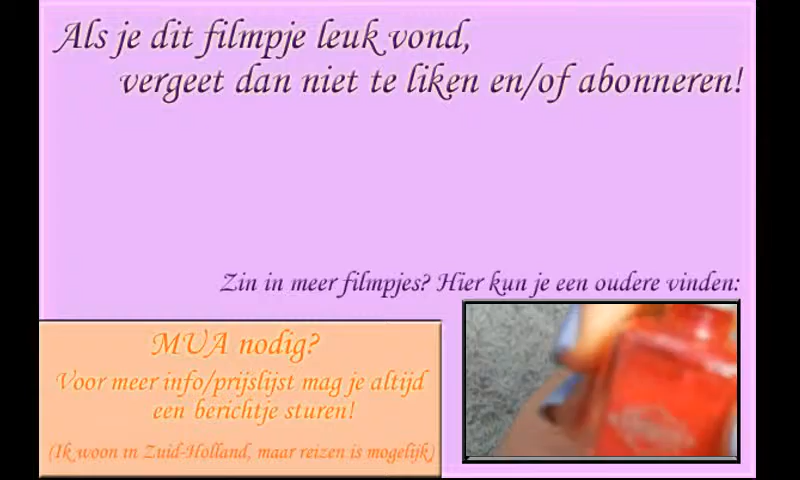 Als je dit filmpje leuk vond,
vergeet dan niet te liken en/of abonneren!
Zin in meer filmpjes? Hier kun je een oudere vinden:
MUA nodig?
Voor meer info/prijslijst mag je altijd
een berichtje sturen!
(Ik woon in Zuid-Holland, maar reizen is mogelijk)